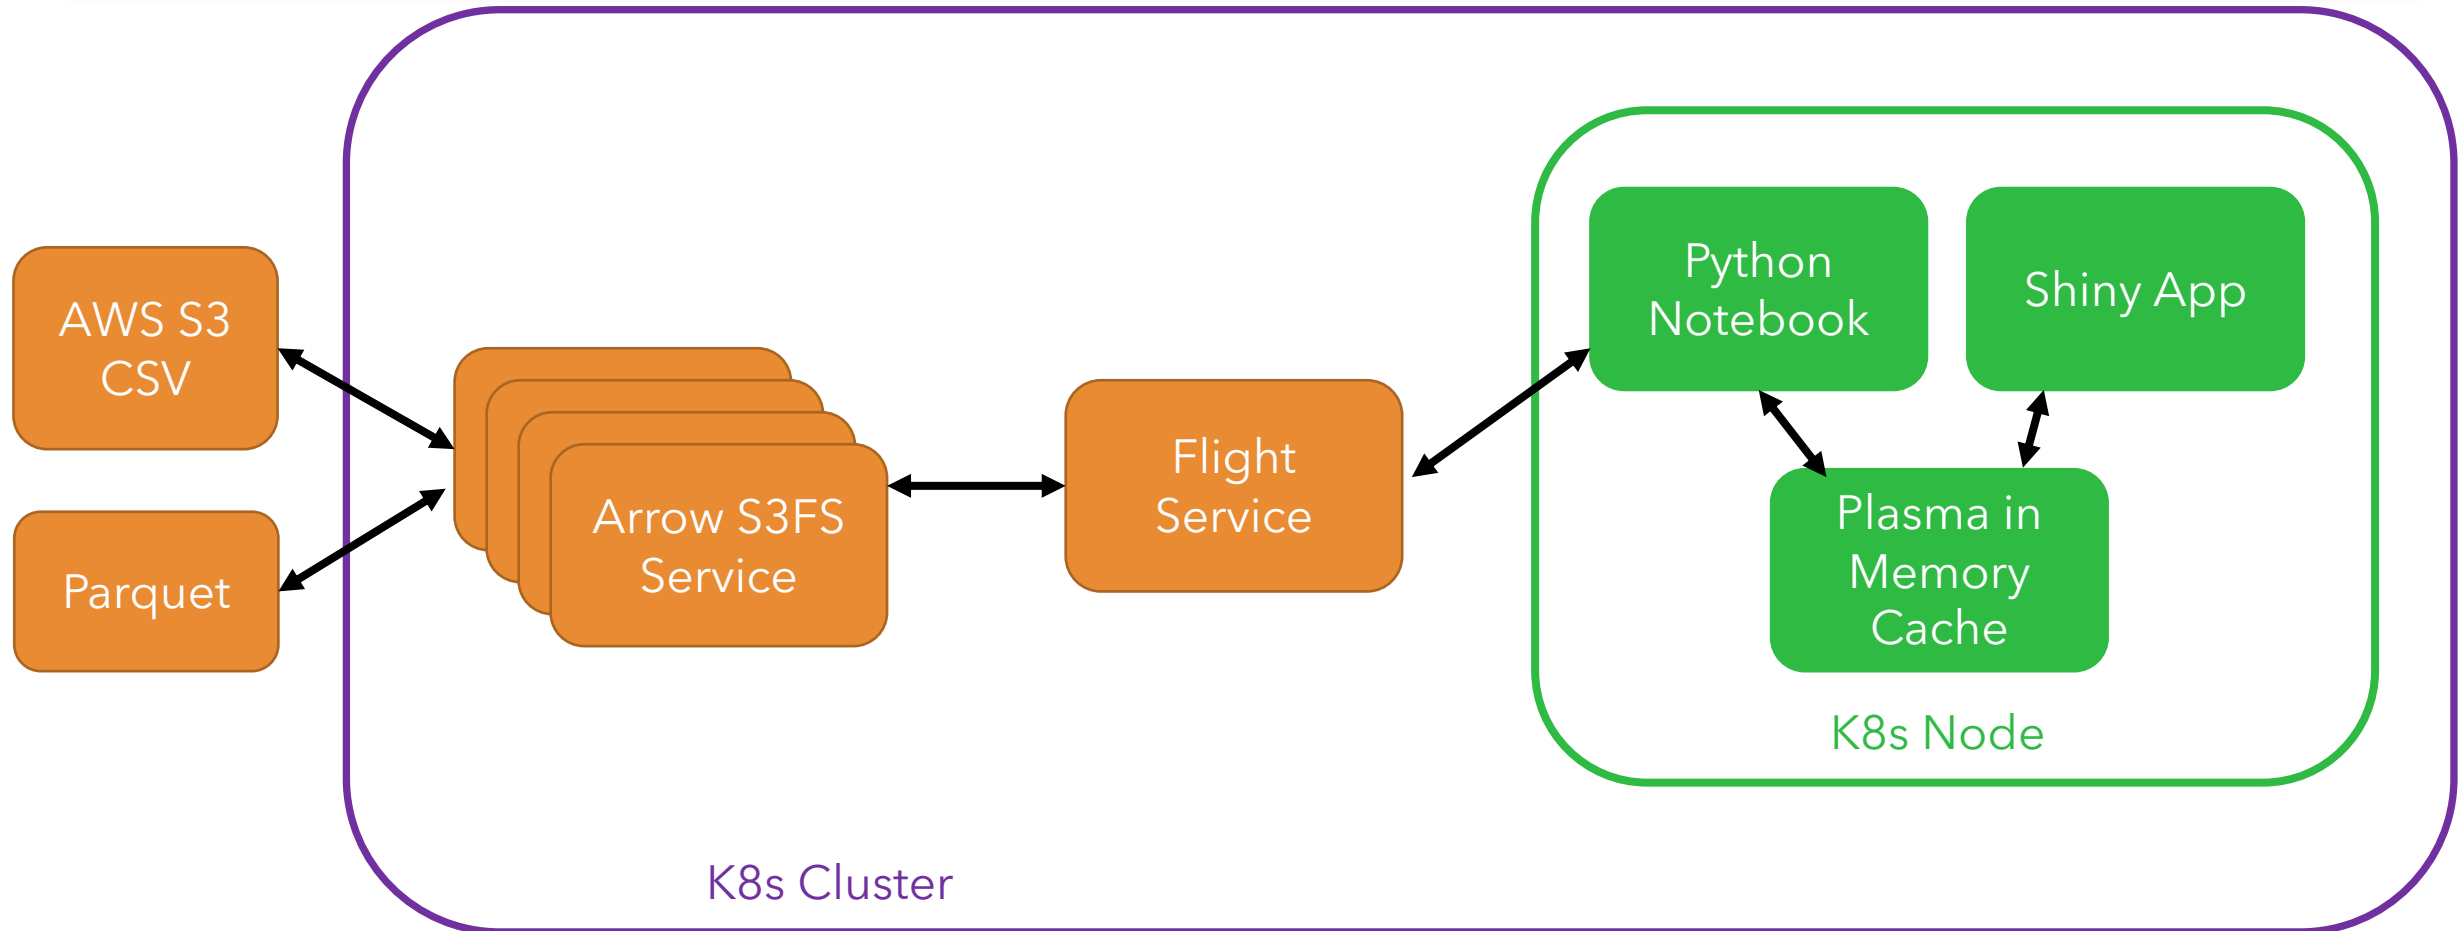 AWS S3
CSV
Parquet
Arrow S3FS
Service
Flight
Service
Python
Notebook
Shiny App
Plasma in
Memory
Cache
K8s Node
K8s Cluster